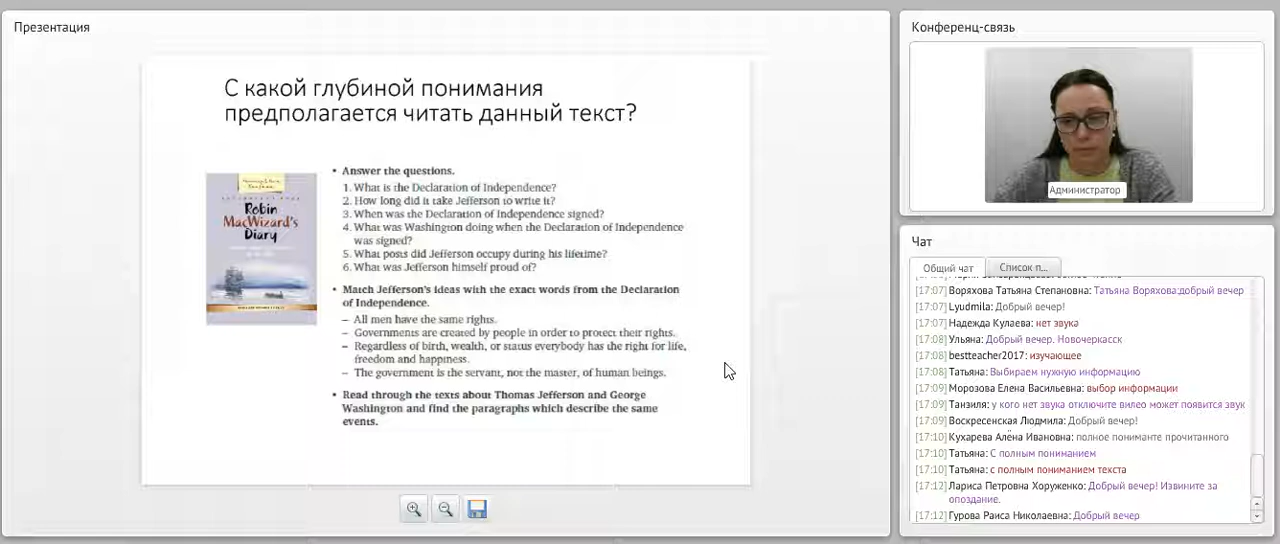 Презентация
С какой глубиной понимания
предполагается читать данный текст?
Robin
MacWizard's
Diary
• Answer the questions.
1. What is the Declaration of Independence?
2. How long did it take Jefferson to write it?
3. When was the Declaration of Independence signed?
4. What was Washington doing when the Declaration of Independence
was signed?
5. What posts did Jefferson occupy during his lifetime?
6. What was Jefferson himself proud of?
• Match Jefferson's ideas with the exact words from the Declaration
of Independence.
– All men have the same rights.
– Governments are created by people in order to protect their rights.
– Regardless of birth, wealth, or status everybody has the right for life,
freedom and happiness.
– The government is the servant, not the master, of human beings.
• Read through the texts about Thomas Jefferson and George
Washington and find the paragraphs which describe the same
events.
Конференц-связь
Администратор
Чат
Общий чат
Список п...
[17:07] Воряхова Татьяна Степановна: Татьяна Воряхова:добрый вечер
[17:07] Lyudmila: Добрый вечер!
[17:07] Надежда Кулаева: нет звука
[17:08] Ульяна: Добрый вечер. Новочеркасск
[17:08] bestteacher2017: изучающее
[17:08] Татьяна: Выбираем нужную информацию
[17:09] Морозова Елена Васильевна: выбор информации
[17:09] Танзиля: у кого нет звука отключите вилео может появится звук
[17:09] Воскресенская Людмила: Добрый вечер!
[17:10] Кухарева Алёна Ивановна: полное пониманте прочитанного
[17:10] Татьяна: С полным пониманием
[17:10] Татьяна: с полным пониманием текста
[17:12] Лариса Петровна Хоруженко: Добрый вечер! Извините за
опоздание.
[17:12] Гурова Раиса Николаевна: Добрый вечер